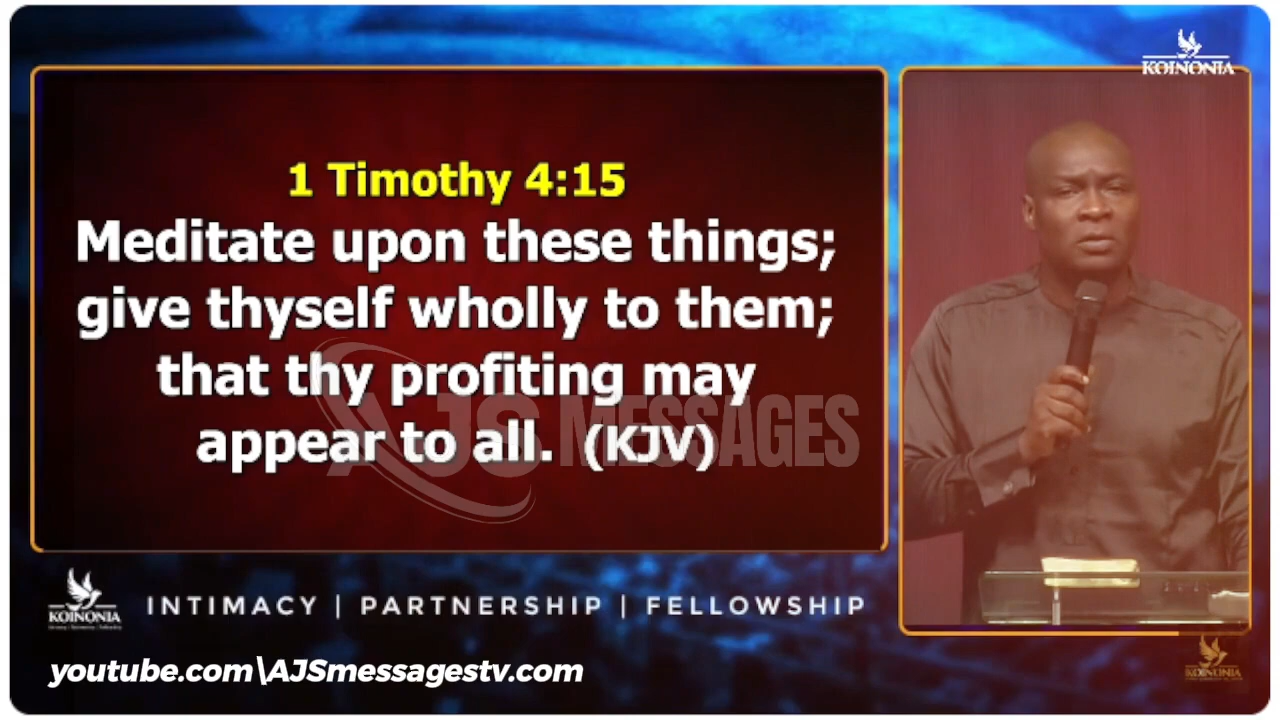 KOINONIA
1 Timothy 4:15
Meditate upon these things;
give thyself wholly to them;
that thy profiting may
appear to all. (KJV)
AJS MESSAGES
KOINONIA
INTIMACY | PARTNERSHIP | FELLOWSHIP
youtube.com\AJSmessagestv.com
KOINONIA